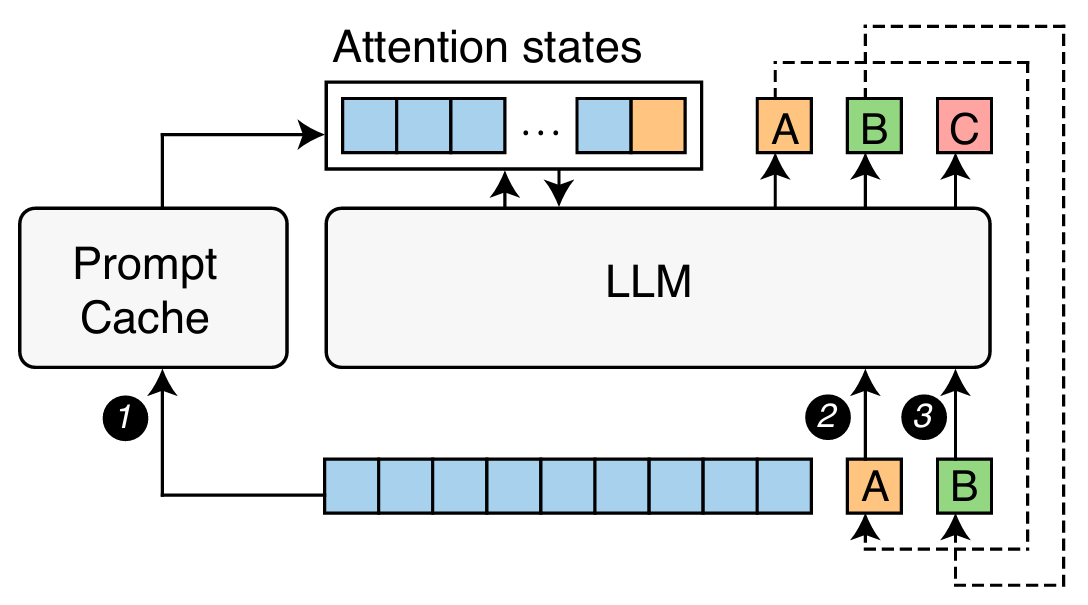 Attention states
...
A B C
Prompt
Cache
LLM
1
2 3
A B